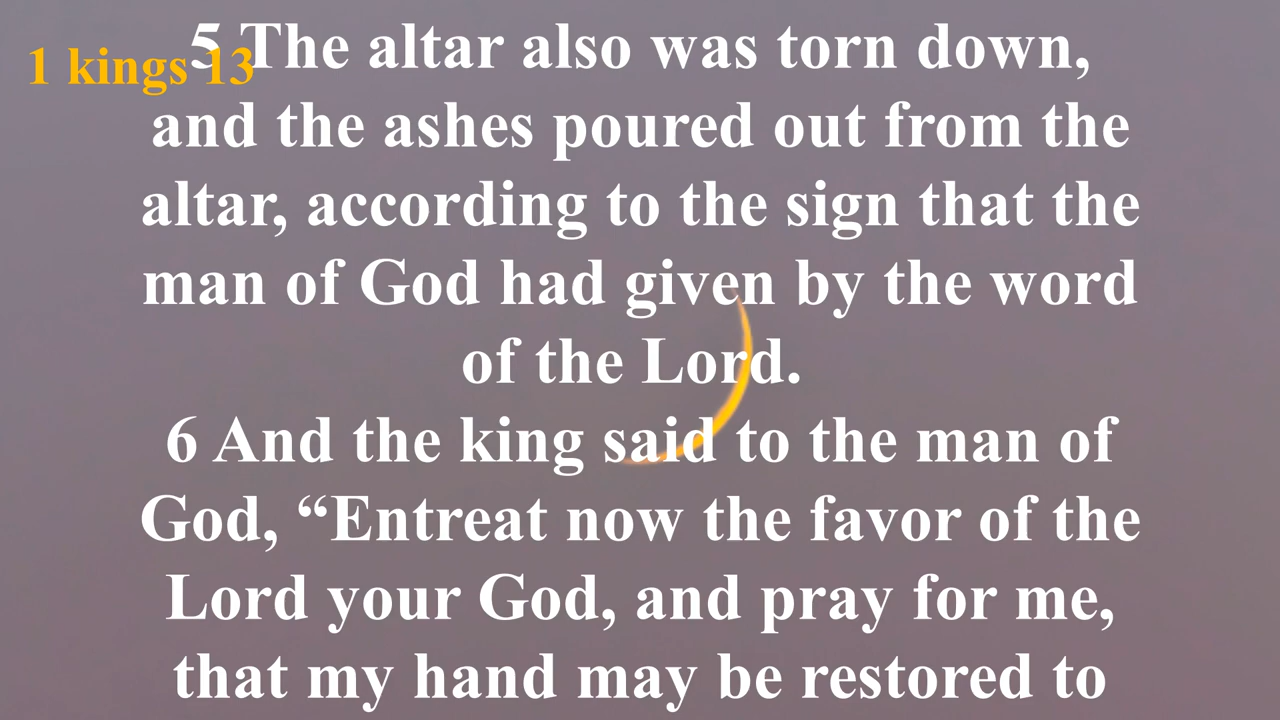 1 kings 13
5 The altar also was torn down,
and the ashes poured out from the
altar, according to the sign that the
man of God had given by the word
of the Lord.
6 And the king said to the man of
God, “Entreat now the favor of the
Lord your God, and pray for me,
that my hand may be restored to